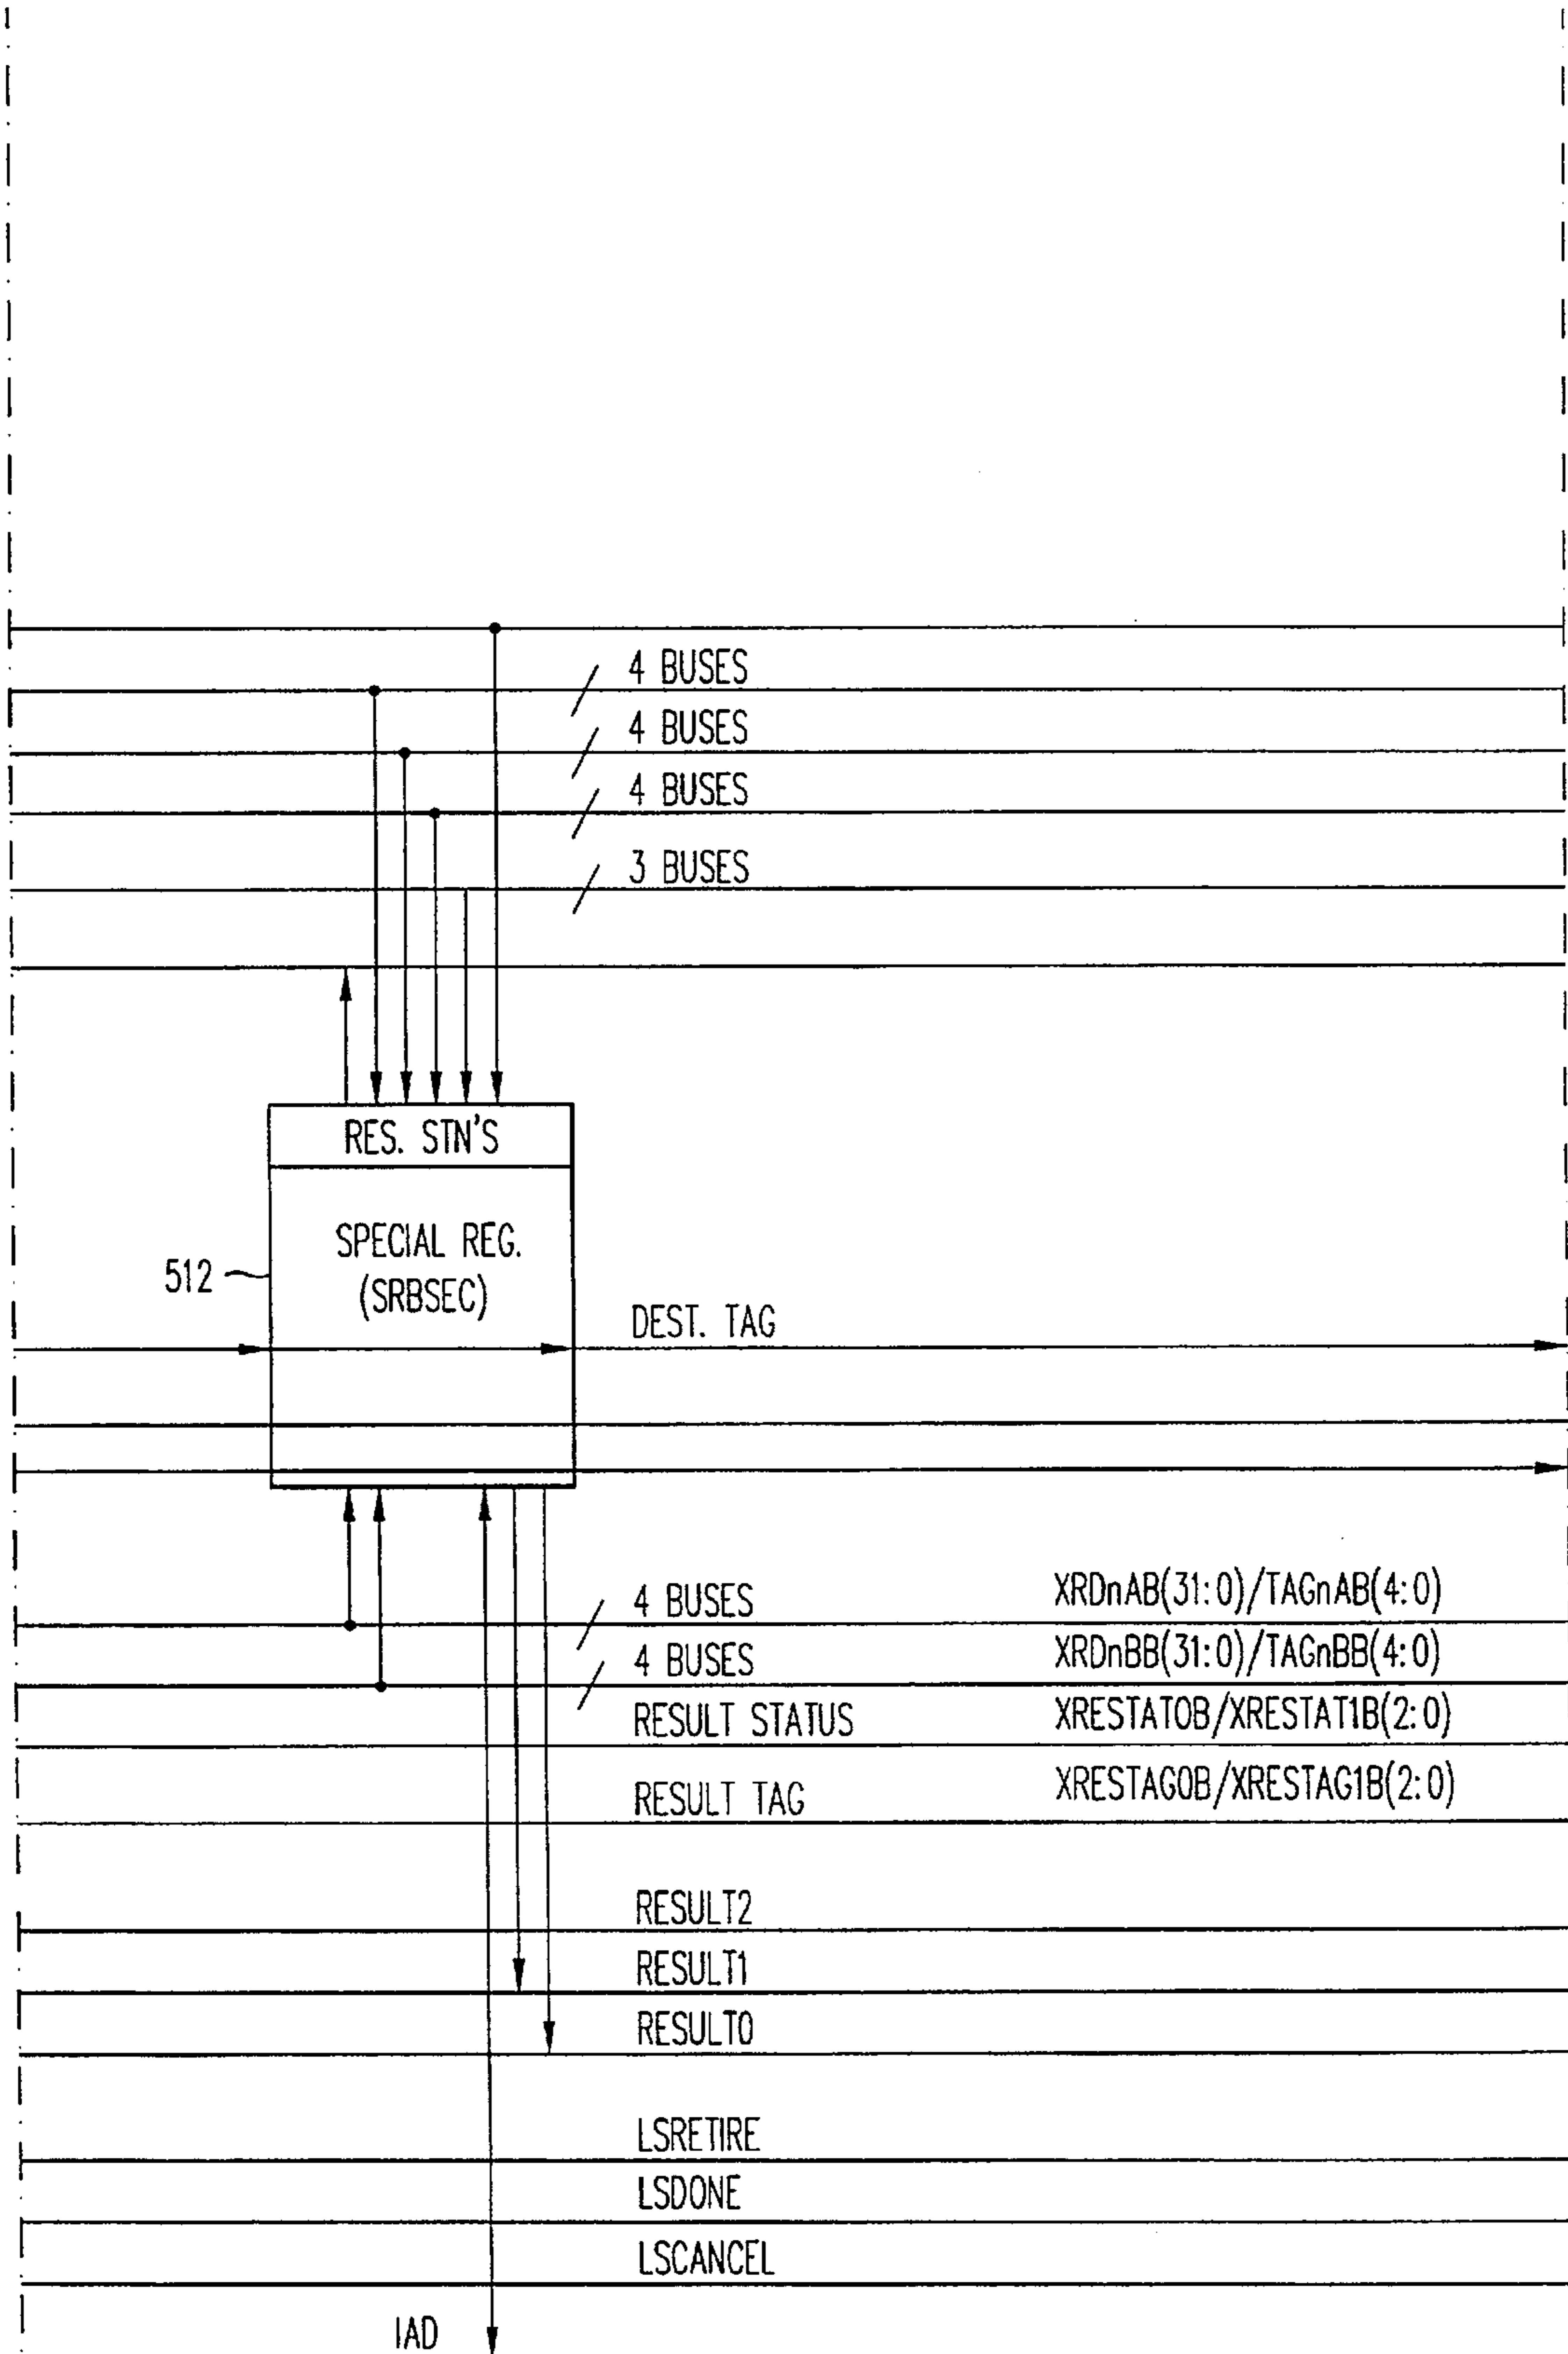 4 BUSES
4 BUSES
4 BUSES
3 BUSES
RES. STN'S
SPECIAL REG.
(SRBSEC)
512
DEST. TAG
4 BUSES XRDnAB(31:0)/TAGnAB(4:0)
4 BUSES XRDnBB(31:0)/TAGnBB(4:0)
RESULT STATUS XRESTAT0B/XRESTAT1B(2:0)
RESULT TAG XRESTAG0B/XRESTAG1B(2:0)
RESULT2
RESULT1
RESULT0
LSRETIRE
LSDONE
LSCANCEL
IAD